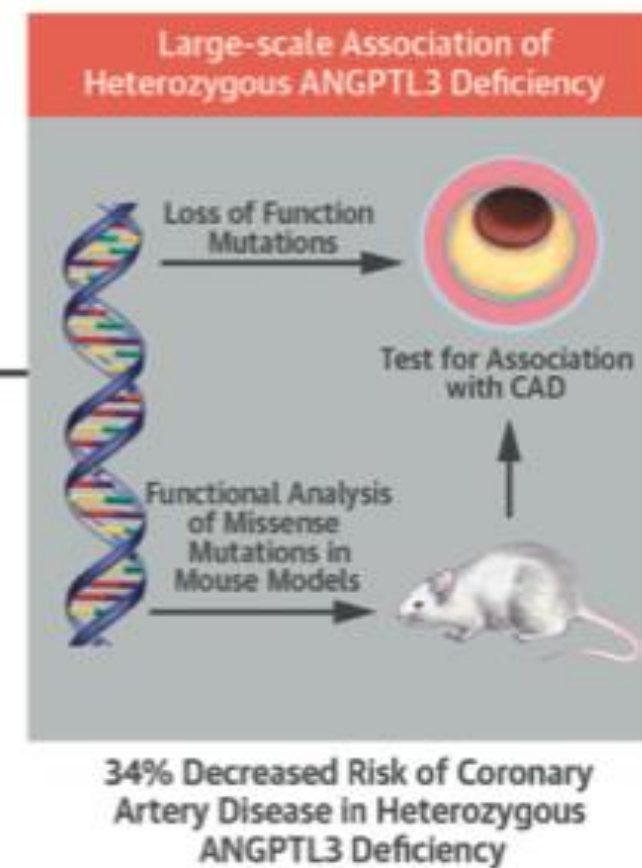 Large-scale Association of
Heterozygous ANGPTL3 Deficiency
Loss of Function
Mutations
Test for Association
with CAD
Functional Analysis
of Missense
Mutations in
Mouse Models
34% Decreased Risk of Coronary
Artery Disease in Heterozygous
ANGPTL3 Deficiency